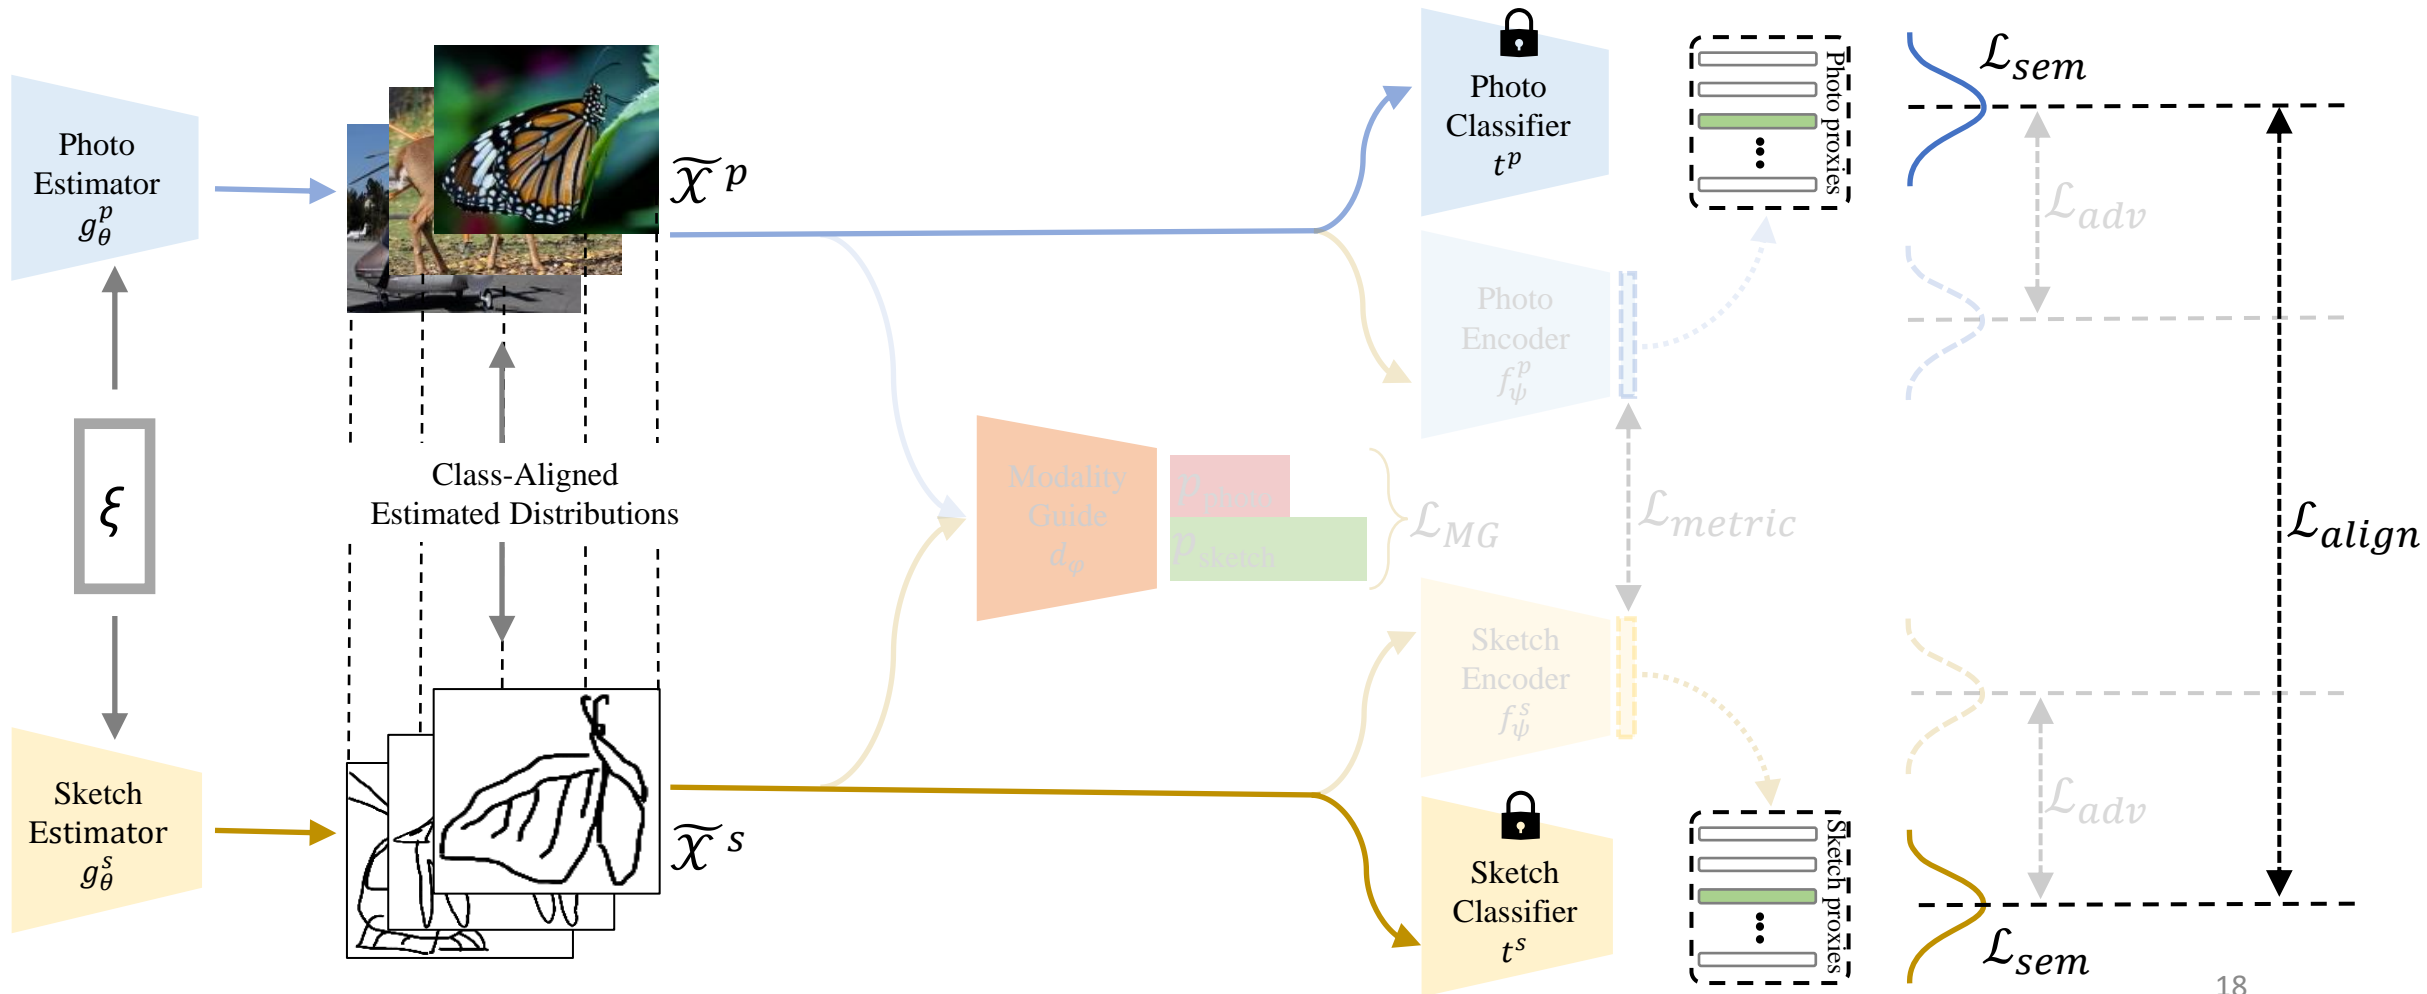 Photo
Estimator
g_θ^p
ξ
Sketch
Estimator
g_θ^s
X̃^p
Class-Aligned
Estimated Distributions
X̃^s
Modality
Guide
d_φ
p_photo
p_sketch
ℒ_MG
Photo
Classifier
t^p
Photo proxies
Photo
Encoder
f_ψ^p
ℒ_metric
Sketch
Encoder
f_ψ^s
Sketch
Classifier
t^s
Sketch proxies
ℒ_sem
ℒ_adv
ℒ_align
ℒ_adv
ℒ_sem
18